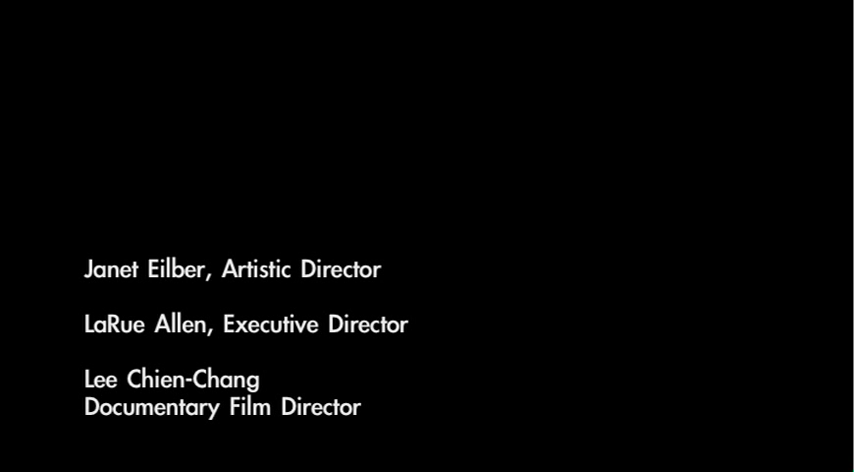 Janet Eilber, Artistic Director
LaRue Allen, Executive Director
Lee Chien-Chang
Documentary Film Director